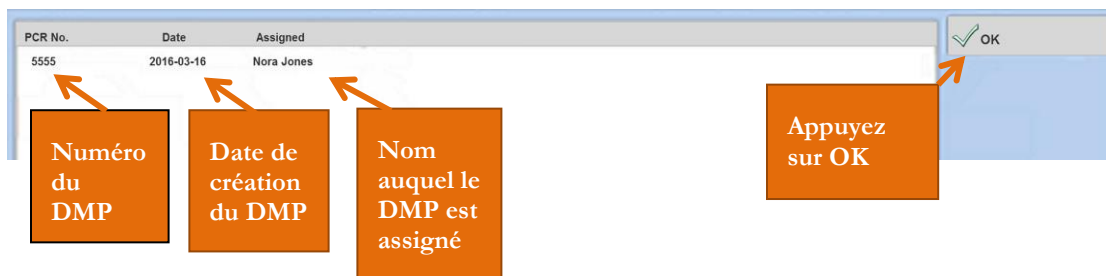 PCR No. Date Assigned
OK
5555 2016-03-16 Nora Jones
Numéro
du
DMP
Date de
création
du DMP
Nom
auquel le
DMP est
assigné
Appuyez
sur OK